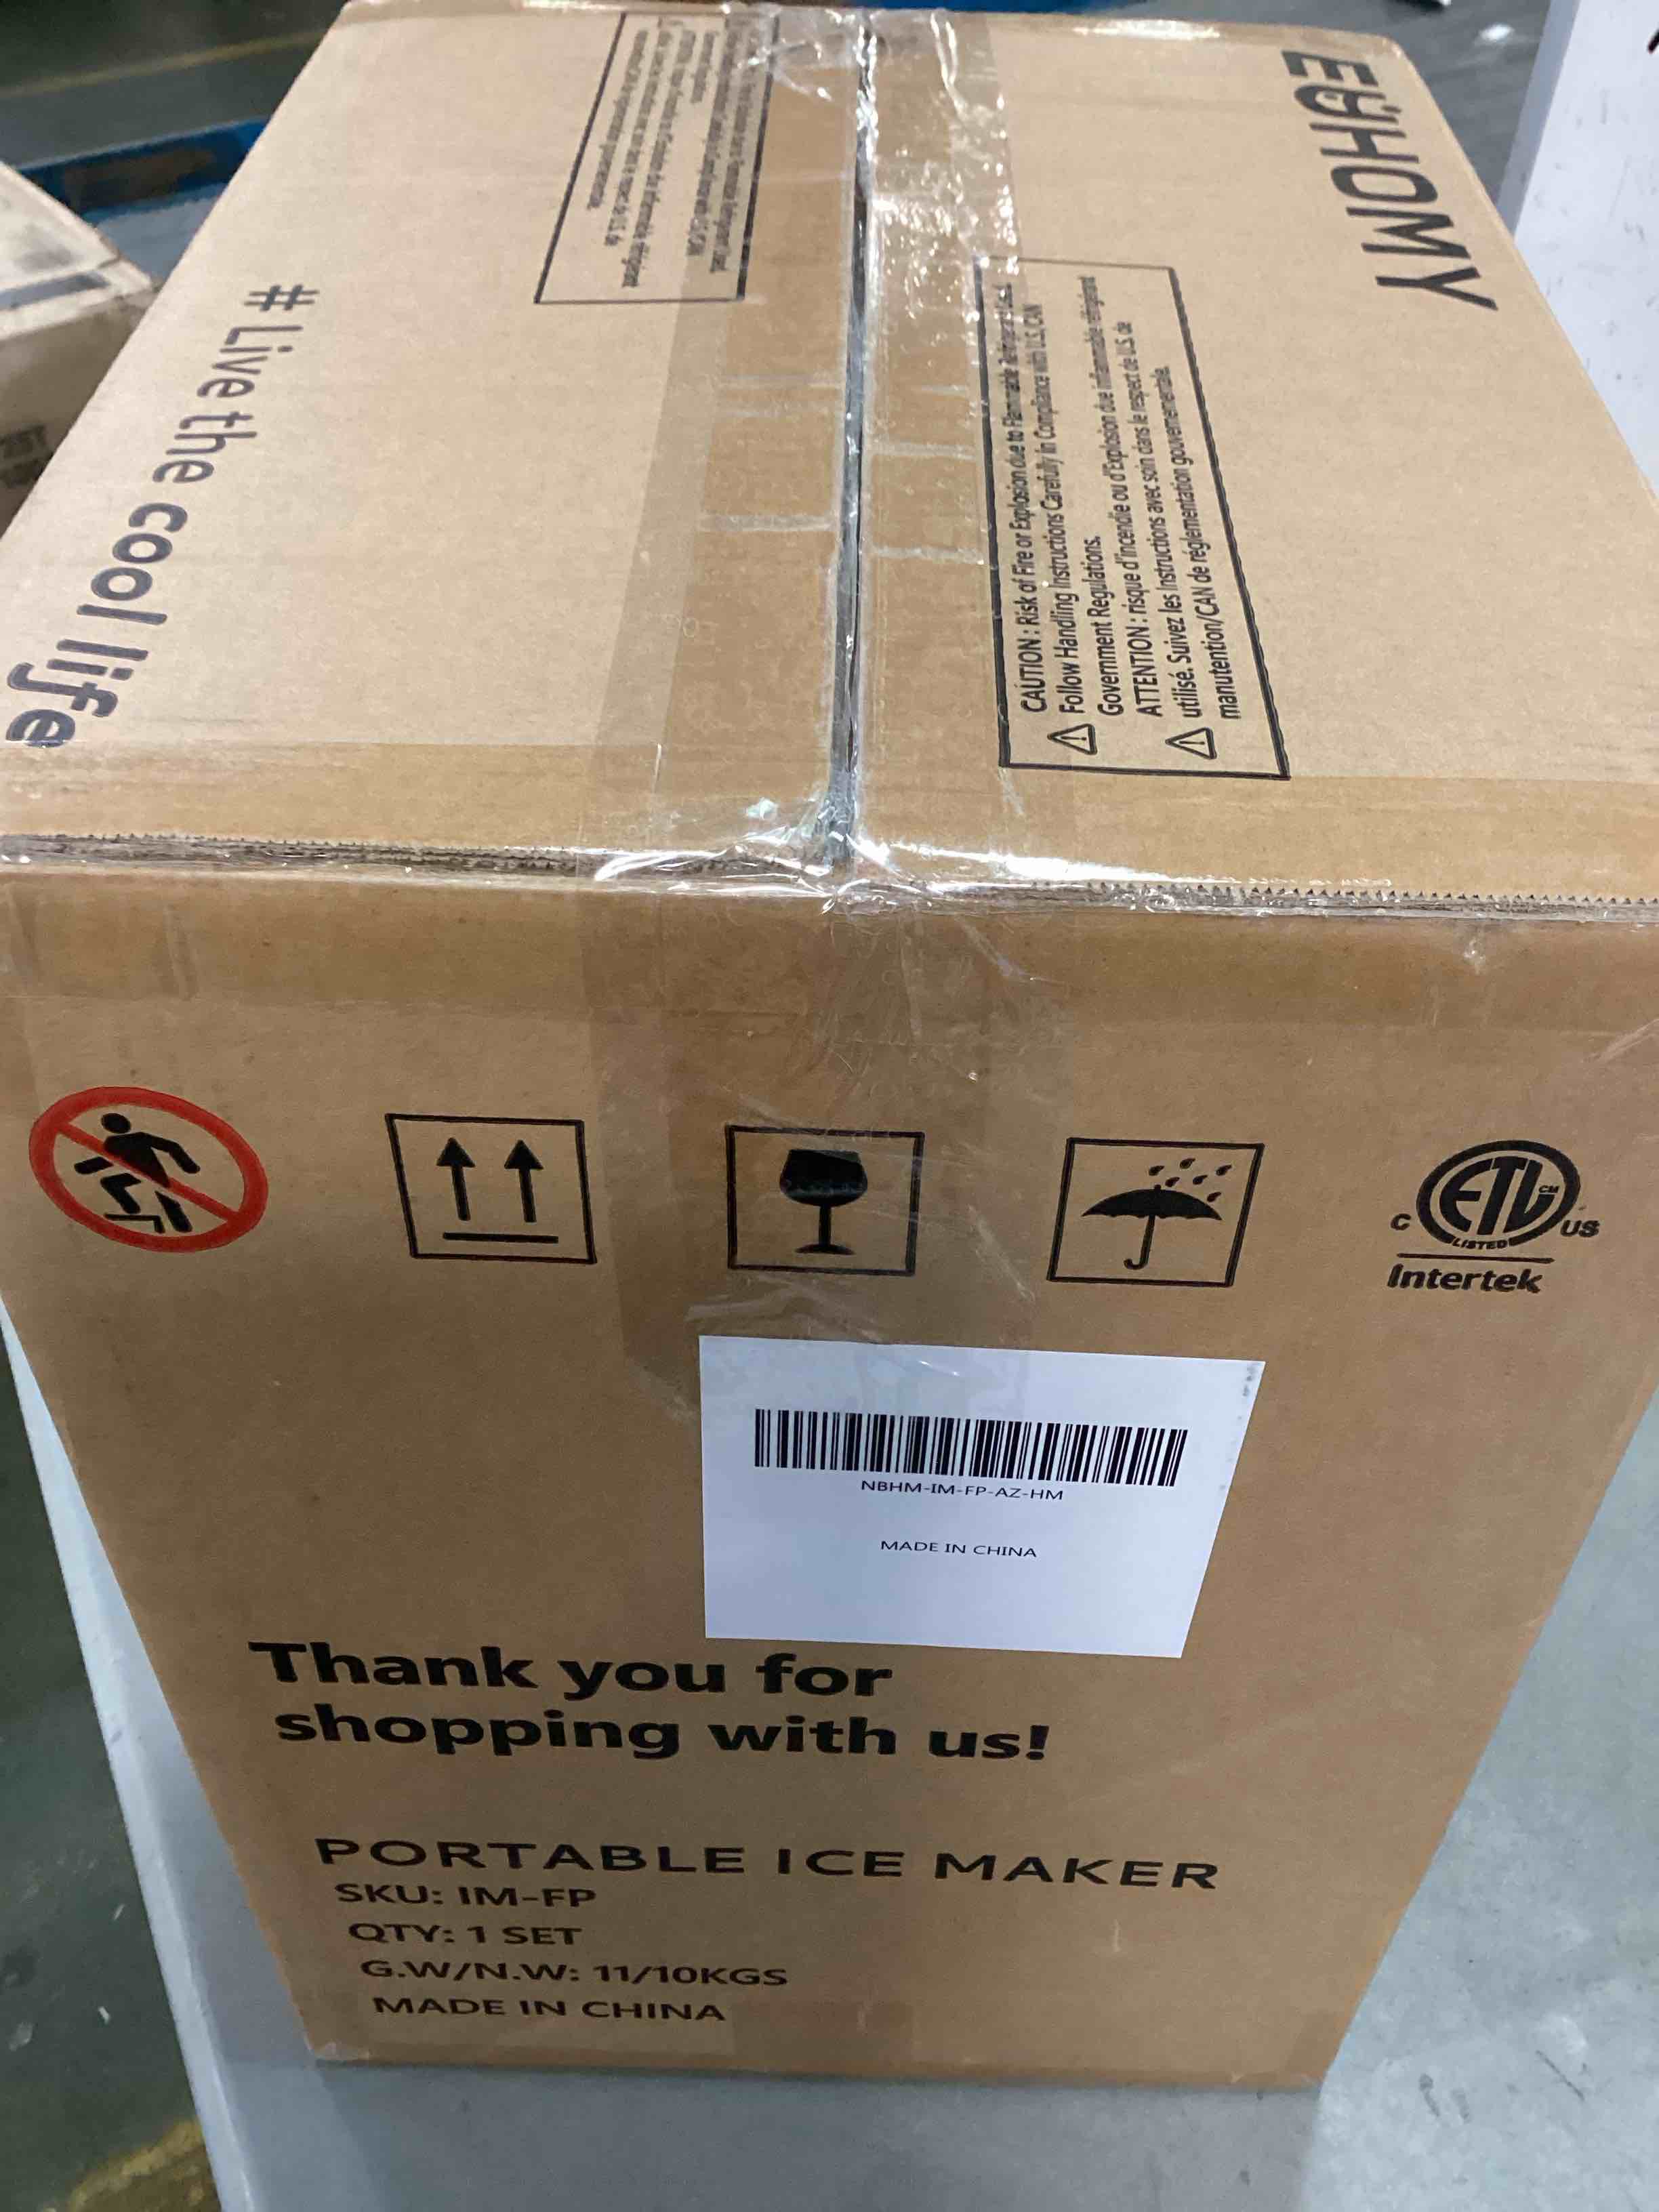 EUHOMY
# Live the cool life
CAUTION : Risk of Fire or Explosion due to Flammable Refrigerant Used.
Follow Handling Instructions Carefully in Compliance with U.S, CAN
Government Regulations.
ATTENTION : risque d'incendie ou d'Explosion due inflammable réfrigérant
utilisé. Suivez les Instructions avec soin dans le respect de U.S de
manutention/CAN de réglementation gouvernementale.
C ETL CM US
LISTED
Intertek
NBHM-IM-FP-AZ-HM
MADE IN CHINA
Thank you for
shopping with us!
PORTABLE ICE MAKER
SKU: IM-FP
QTY: 1 SET
G.W/N.W: 11/10KGS
MADE IN CHINA